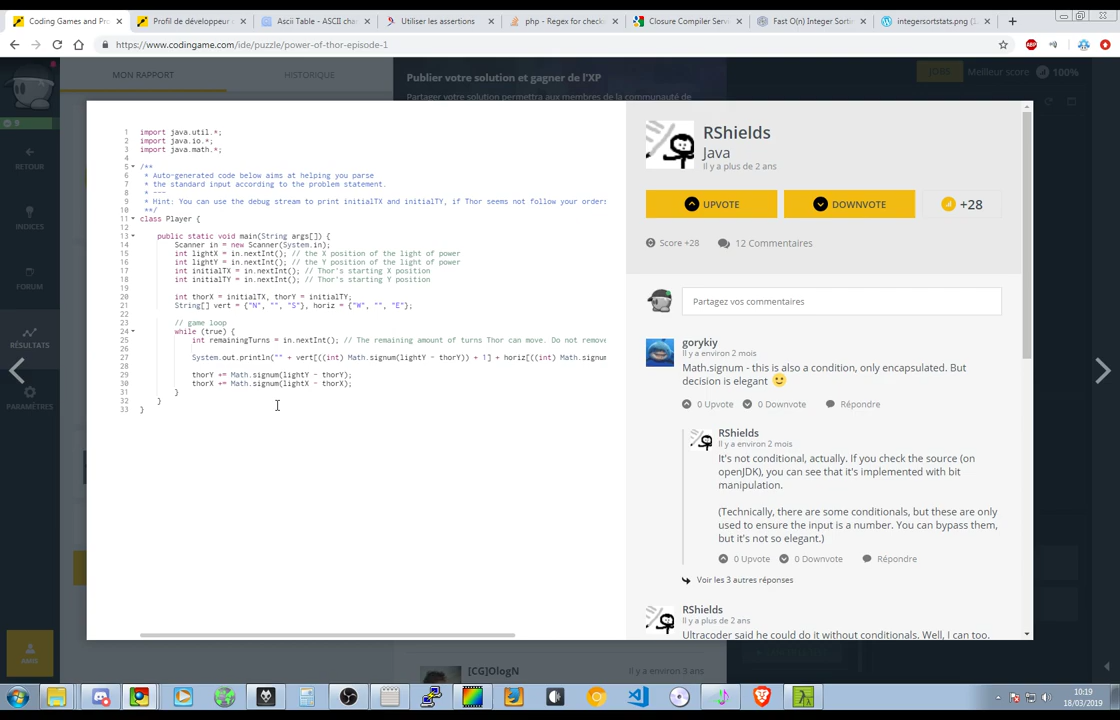 Coding Games and Pro
Profil de développeur
Ascii Table - ASCII cha
Utiliser les assertions
php - Regex for check
Closure Compiler Serv
Fast O(n) Integer Sortin
integersortstats.png (1
https://www.codingame.com/ide/puzzle/power-of-thor-episode-1
MON RAPPORT
HISTORIQUE
Publier votre solution et gagner de l'XP
Partager votre solution permettra aux membres de la communauté de
Meilleur score
100%
9
RETOUR
INDICES
FORUM
RÉSULTATS
PARAMÈTRES
AMIS
1 import java.util.*;
2 import java.io.*;
3 import java.math.*;
4
5 /**
6 * Auto-generated code below aims at helping you parse
7 * the standard input according to the problem statement.
8 * ---
9 * Hint: You can use the debug stream to print initialTX and initialTY, if Thor seems not follow your orders
10 **/
11 class Player {
12
13 public static void main(String args[]) {
14 Scanner in = new Scanner(System.in);
15 int lightX = in.nextInt(); // the X position of the light of power
16 int lightY = in.nextInt(); // the Y position of the light of power
17 int initialTX = in.nextInt(); // Thor's starting X position
18 int initialTY = in.nextInt(); // Thor's starting Y position
19
20 int thorX = initialTX, thorY = initialTY;
21 String[] vert = {"N", "", "S"}, horiz = {"W", "", "E"};
22
23 // game loop
24 while (true) {
25 int remainingTurns = in.nextInt(); // The remaining amount of turns Thor can move. Do not remove
26
27 System.out.println("" + vert[((int) Math.signum(lightY - thorY)) + 1] + horiz[((int) Math.signum
28
29 thorY += Math.signum(lightY - thorY);
30 thorX += Math.signum(lightX - thorX);
31 }
32 }
33 }
RShields
Java
Il y a plus de 2 ans
UPVOTE
DOWNVOTE
+28
Score +28
12 Commentaires
Partagez vos commentaires
gorykiy
Il y a environ 2 mois
Math.signum - this is also a condition, only encapsulated. But
decision is elegant
0 Upvote 0 Downvote Répondre
RShields
Il y a environ 2 mois
It's not conditional, actually. If you check the source (on
openJDK), you can see that it's implemented with bit
manipulation.
(Technically, there are some conditionals, but these are only
used to ensure the input is a number. You can bypass them,
but it's not so elegant.)
0 Upvote 0 Downvote Répondre
Voir les 3 autres réponses
RShields
Il y a plus de 2 ans
Ultracoder said he could do it without conditionals. Well, I can too.
[CG]OlogN
Il y a environ 3 ans
10:19
18/03/2019